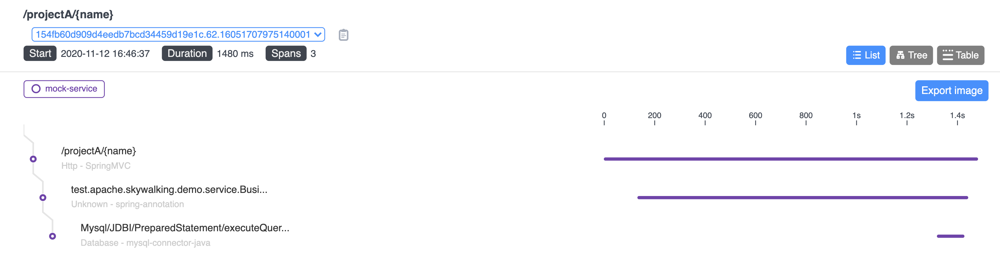 /projectA/{name}
154fb60d909d4eedb7bcd34459d19e1c.62.16051707975140001
Start 2020-11-12 16:46:37 Duration 1480 ms Spans 3
List Tree Table
mock-service
Export image
0 200 400 600 800 1s 1.2s 1.4s
/projectA/{name}
Http - SpringMVC
test.apache.skywalking.demo.service.Busi...
Unknown - spring-annotation
Mysql/JDBI/PreparedStatement/executeQuer...
Database - mysql-connector-java